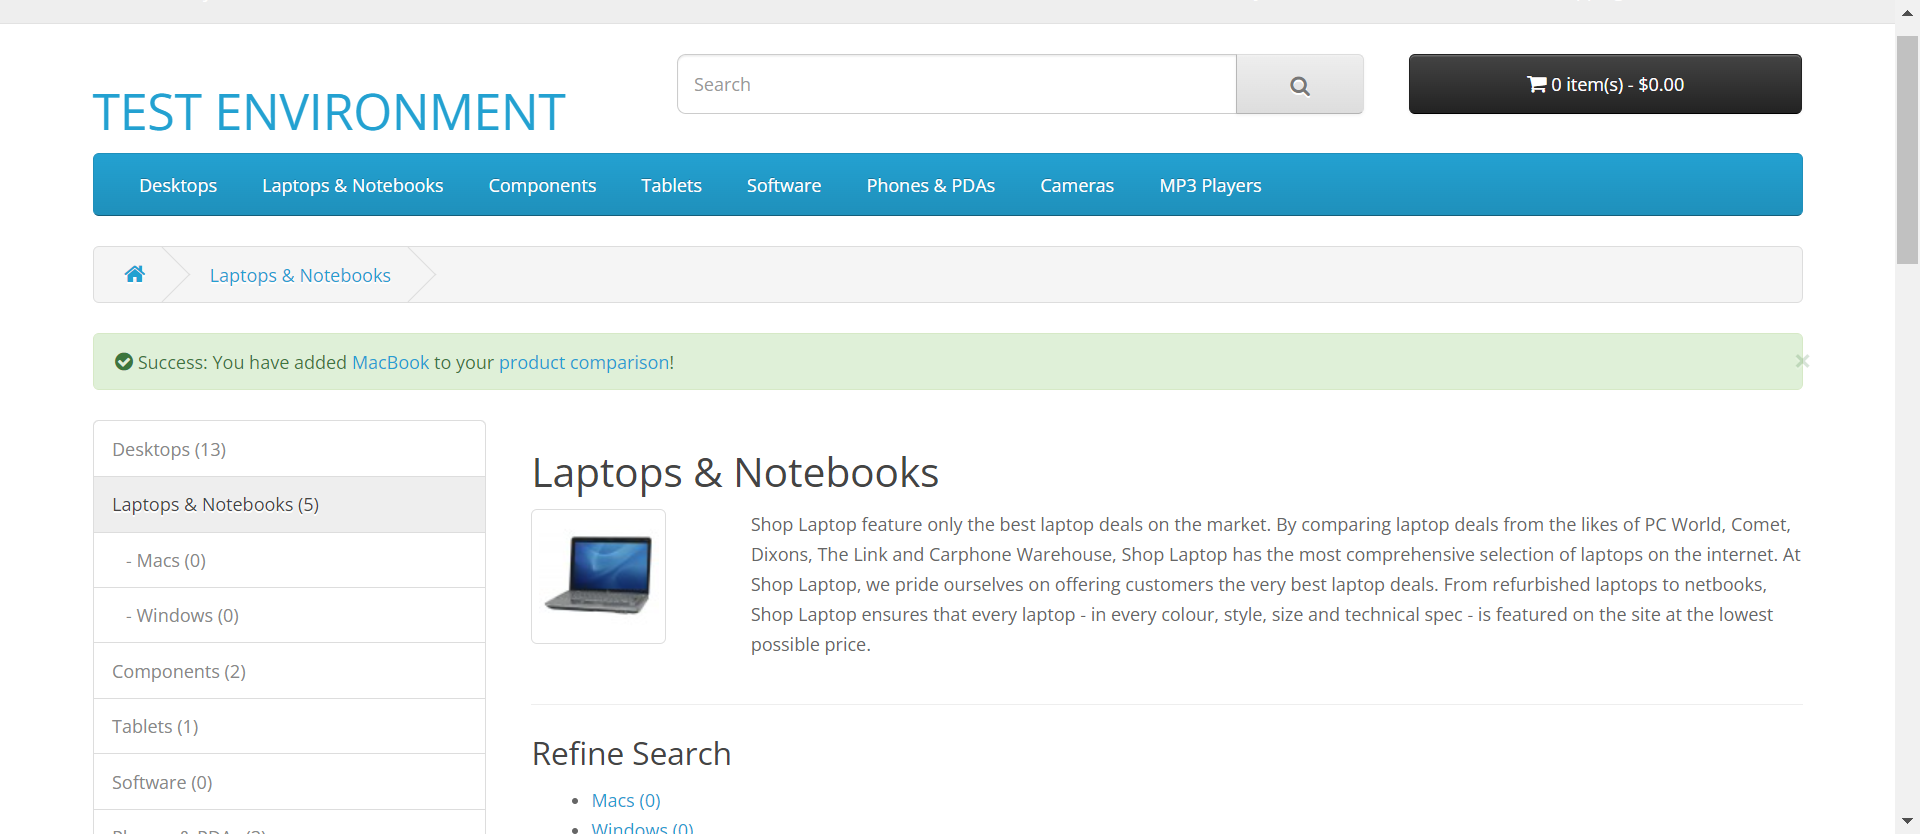 Search
0 item(s) - $0.00
TEST ENVIRONMENT
Desktops Laptops & Notebooks Components Tablets Software Phones & PDAs Cameras MP3 Players
Laptops & Notebooks
Success: You have added MacBook to your product comparison!
×
Desktops (13)
Laptops & Notebooks (5)
- Macs (0)
- Windows (0)
Components (2)
Tablets (1)
Software (0)
Laptops & Notebooks
Shop Laptop feature only the best laptop deals on the market. By comparing laptop deals from the likes of PC World, Comet,
Dixons, The Link and Carphone Warehouse, Shop Laptop has the most comprehensive selection of laptops on the internet. At
Shop Laptop, we pride ourselves on offering customers the very best laptop deals. From refurbished laptops to netbooks,
Shop Laptop ensures that every laptop - in every colour, style, size and technical spec - is featured on the site at the lowest
possible price.
Refine Search
Macs (0)
Windows (0)